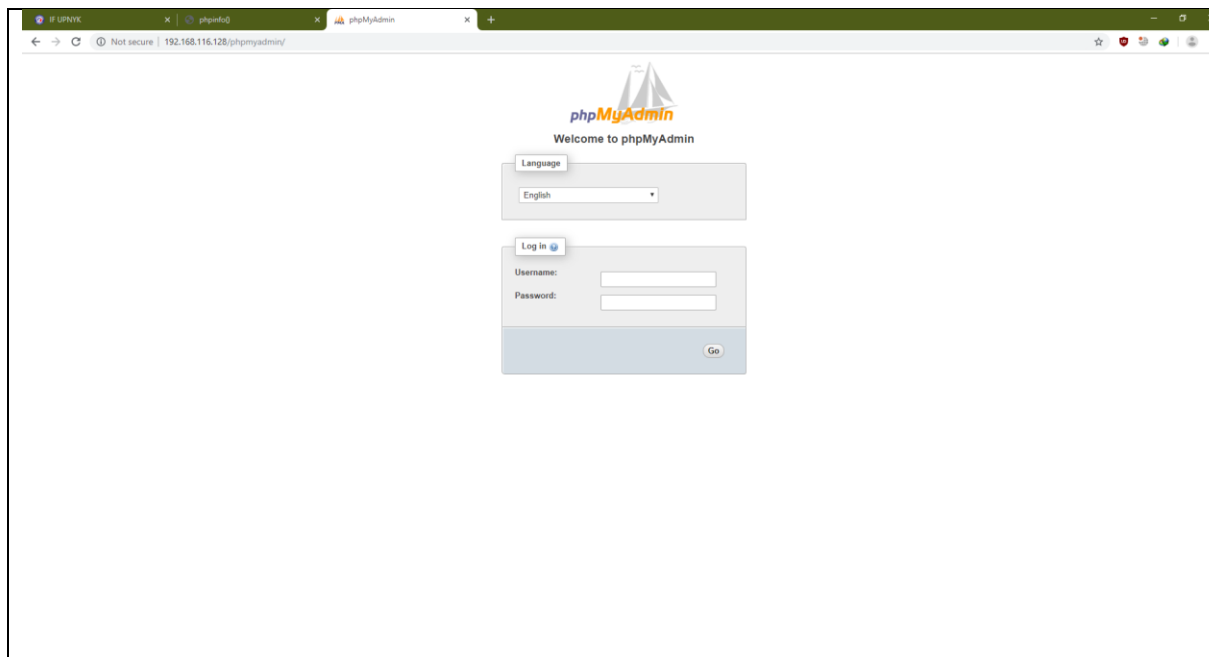 IF UPNYK
phpinfo()
phpMyAdmin
Not secure | 192.168.116.128/phpmyadmin/
phpMyAdmin
Welcome to phpMyAdmin
Language
English
Log in
Username:
Password:
Go